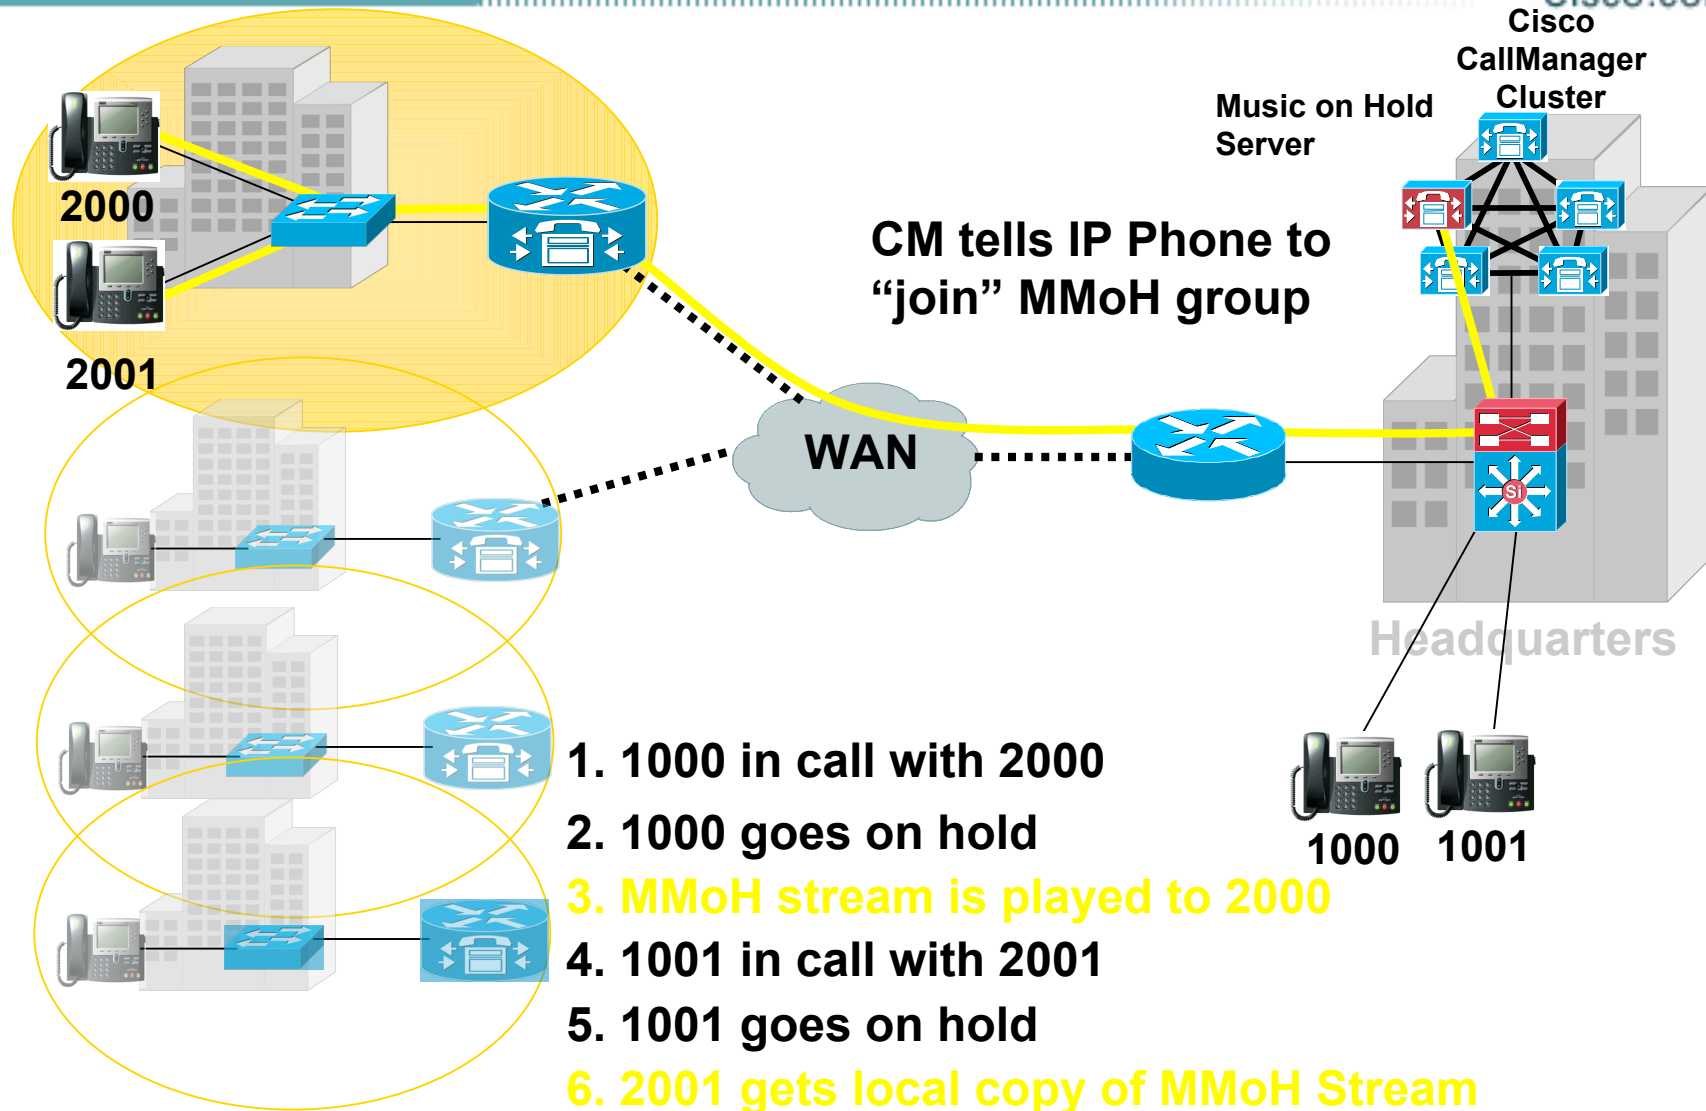 Cisco
CallManager
Cluster
Music on Hold
Server
2000
CM tells IP Phone to
“join” MMoH group
2001
WAN
Si
Headquarters
1. 1000 in call with 2000
2. 1000 goes on hold
3. MMoH stream is played to 2000
4. 1001 in call with 2001
5. 1001 goes on hold
6. 2001 gets local copy of MMoH Stream
1000
1001